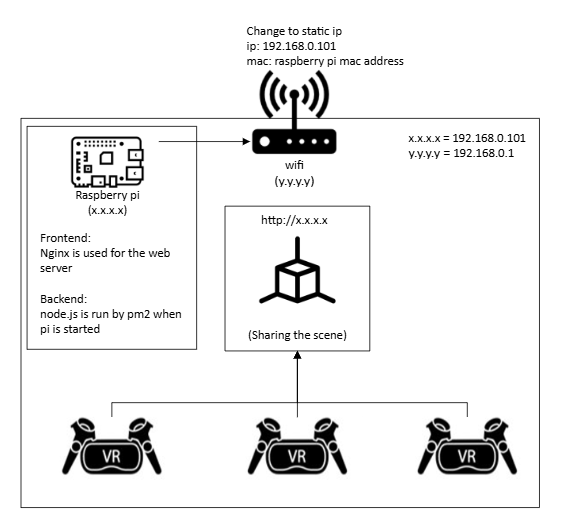 Change to static ip
ip: 192.168.0.101
mac: raspberry pi mac address
x.x.x.x = 192.168.0.101
y.y.y.y = 192.168.0.1
wifi
(y.y.y.y)
Raspberry pi
(x.x.x.x)
Frontend:
Nginx is used for the web
server
Backend:
node.js is run by pm2 when
pi is started
http://x.x.x.x
(Sharing the scene)
VR
VR
VR